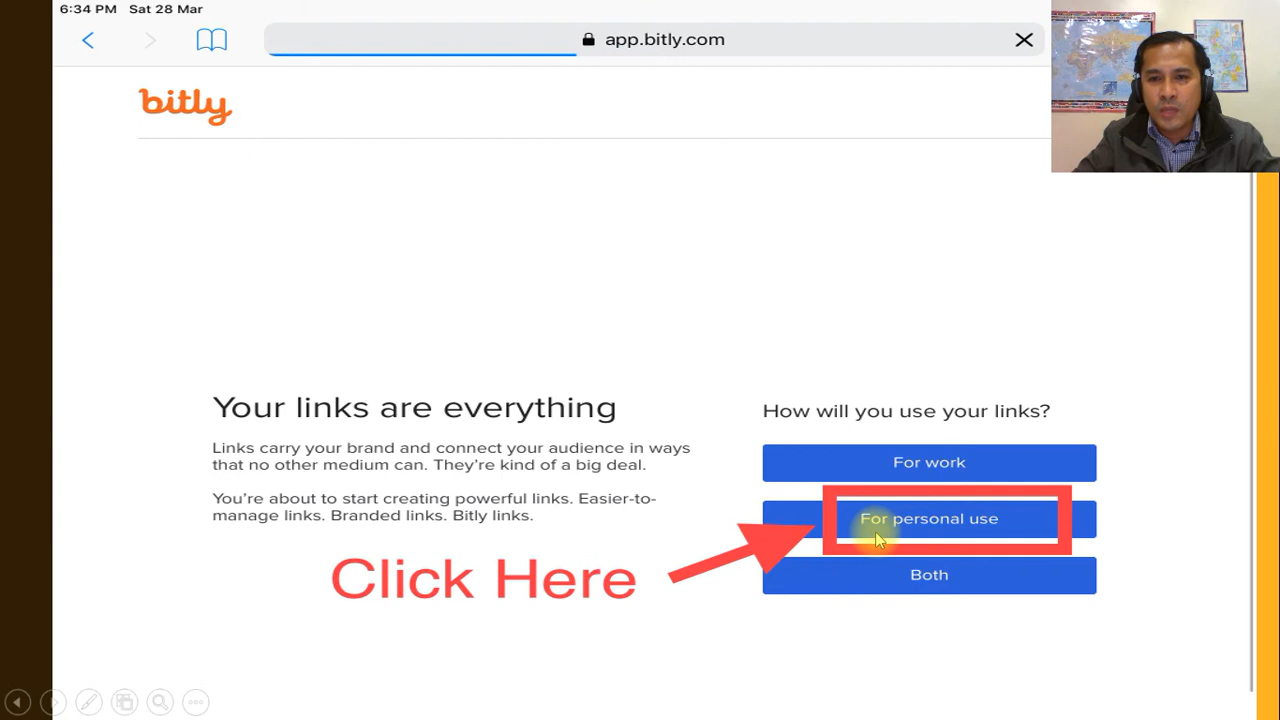 6:34 PM Sat 28 Mar
app.bitly.com
bitly
Your links are everything
Links carry your brand and connect your audience in ways
that no other medium can. They're kind of a big deal.
You're about to start creating powerful links. Easier-to-
manage links. Branded links. Bitly links.
How will you use your links?
For work
For personal use
Both
Click Here